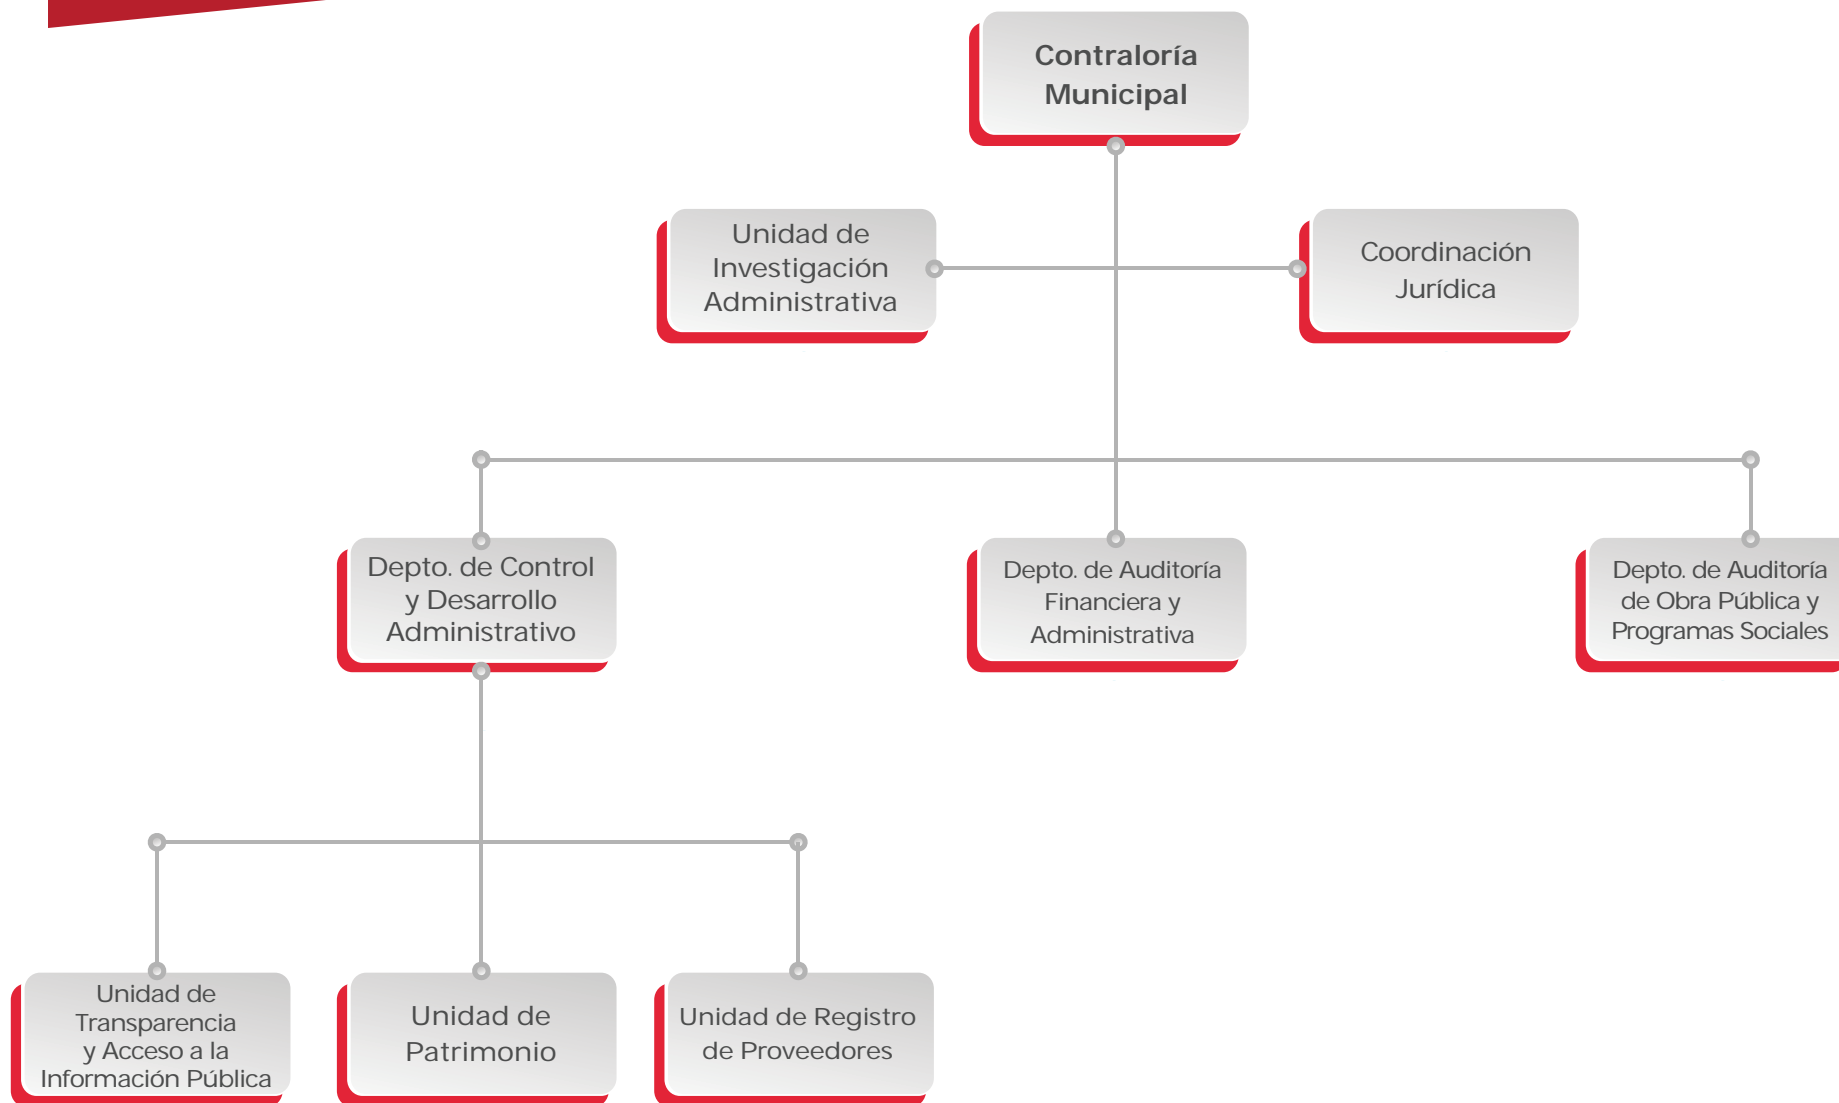 Contraloría
Municipal
Unidad de
Investigación
Administrativa
Coordinación
Jurídica
Depto. de Control
y Desarrollo
Administrativo
Depto. de Auditoría
Financiera y
Administrativa
Depto. de Auditoría
de Obra Pública y
Programas Sociales
Unidad de
Transparencia
y Acceso a la
Información Pública
Unidad de
Patrimonio
Unidad de Registro
de Proveedores